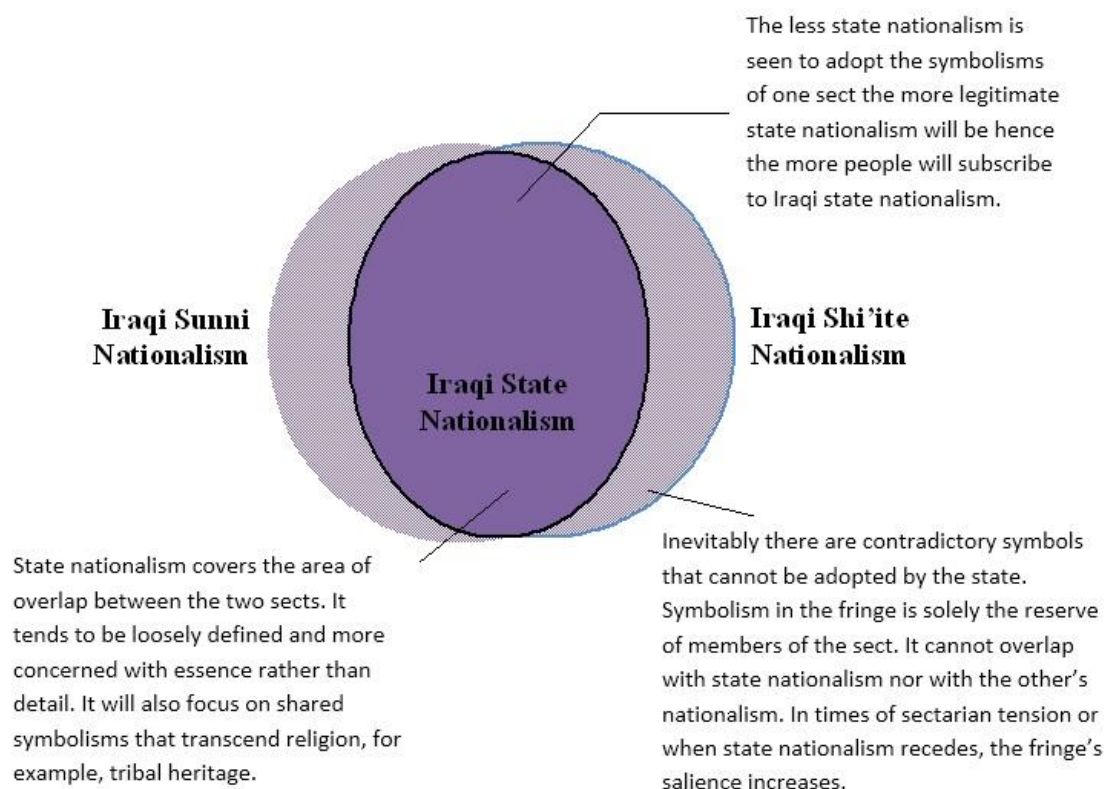 The less state nationalism is
seen to adopt the symbolisms
of one sect the more legitimate
state nationalism will be hence
the more people will subscribe
to Iraqi state nationalism.
Iraqi Sunni
Nationalism
Iraqi State
Nationalism
Iraqi Shi’ite
Nationalism
State nationalism covers the area of
overlap between the two sects. It
tends to be loosely defined and more
concerned with essence rather than
detail. It will also focus on shared
symbolisms that transcend religion, for
example, tribal heritage.
Inevitably there are contradictory symbols
that cannot be adopted by the state.
Symbolism in the fringe is solely the reserve
of members of the sect. It cannot overlap
with state nationalism nor with the other’s
nationalism. In times of sectarian tension or
when state nationalism recedes, the fringe’s
salience increases.